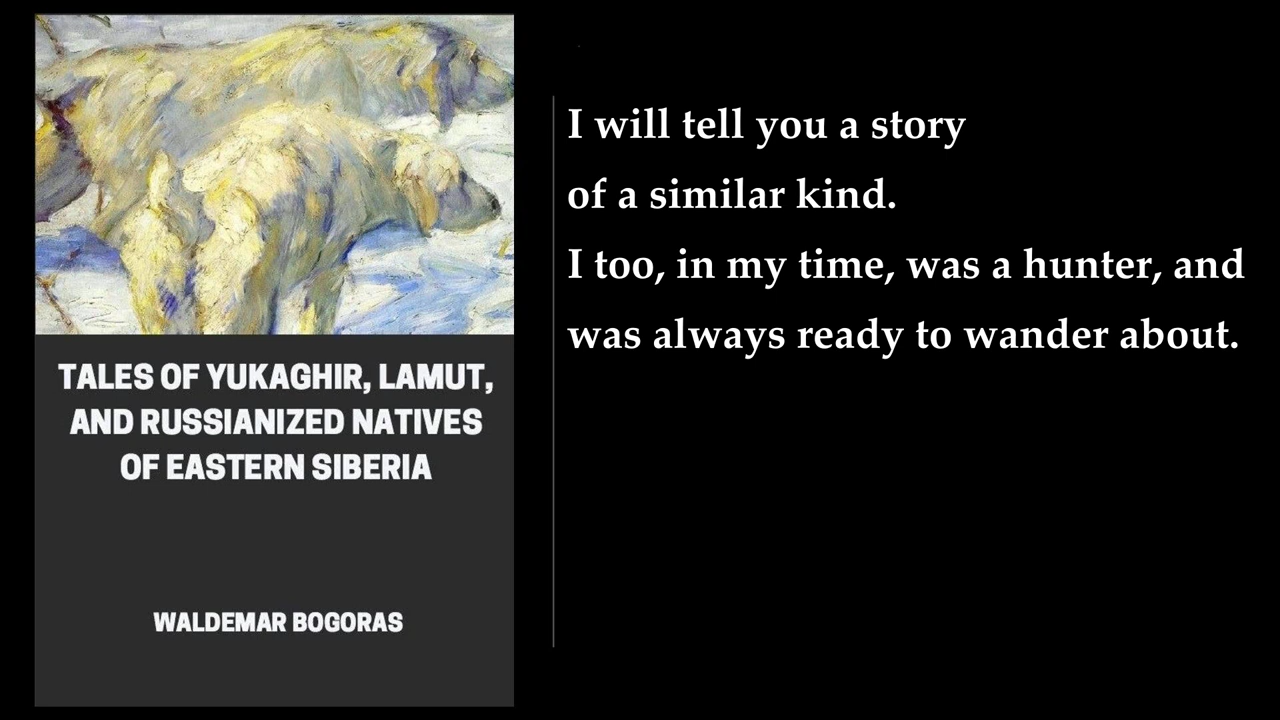 TALES OF YUKAGHIR, LAMUT,
AND RUSSIANIZED NATIVES
OF EASTERN SIBERIA
WALDEMAR BOGORAS
I will tell you a story
of a similar kind.
I too, in my time, was a hunter, and
was always ready to wander about.